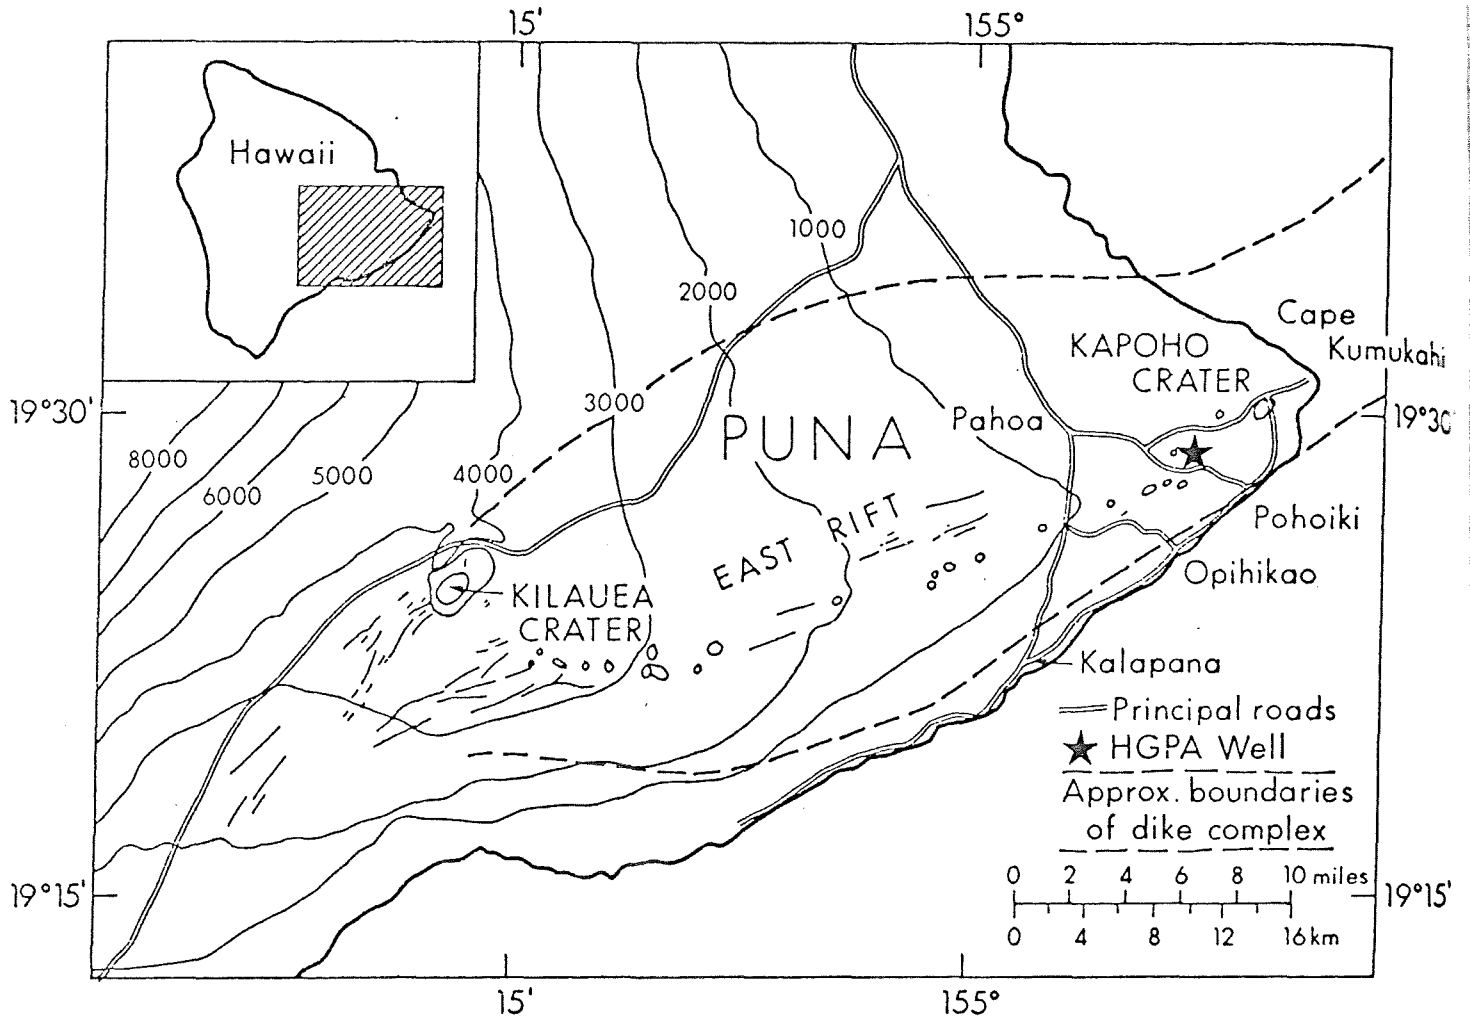 15'
155°
Hawaii
1000
2000
Cape
Kumukahi
KAPOHO
CRATER
19°30'
3000
PUNA
Pahoa
19°30'
8000
6000
5000
4000
EAST RIFT
Pohoiki
Opihikao
KILAUEA
CRATER
Kalapana
Principal roads
HGPA Well
Approx. boundaries
of dike complex
0 2 4 6 8 10 miles
19°15'
19°15'
0 4 8 12 16km
15'
155°